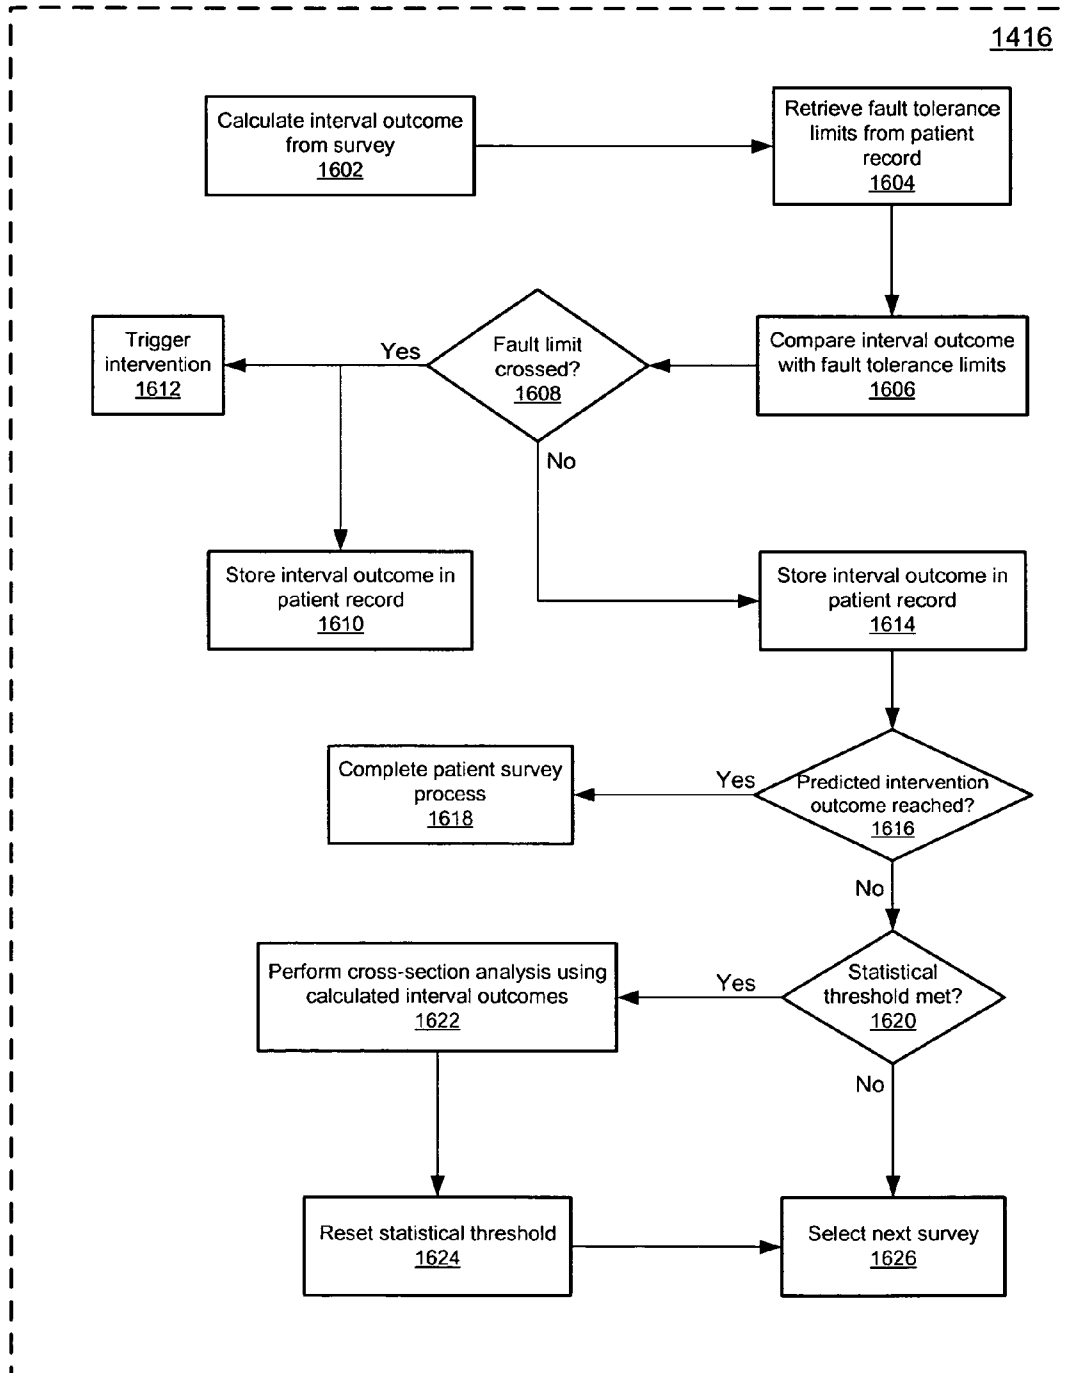 1416
Calculate interval outcome
from survey
1602
Retrieve fault tolerance
limits from patient
record
1604
Trigger
intervention
1612
Yes
Fault limit
crossed?
1608
Compare interval outcome
with fault tolerance limits
1606
No
Store interval outcome in
patient record
1610
Store interval outcome in
patient record
1614
Complete patient survey
process
1618
Yes
Predicted intervention
outcome reached?
1616
No
Perform cross-section analysis using
calculated interval outcomes
1622
Yes
Statistical
threshold met?
1620
No
Reset statistical threshold
1624
Select next survey
1626